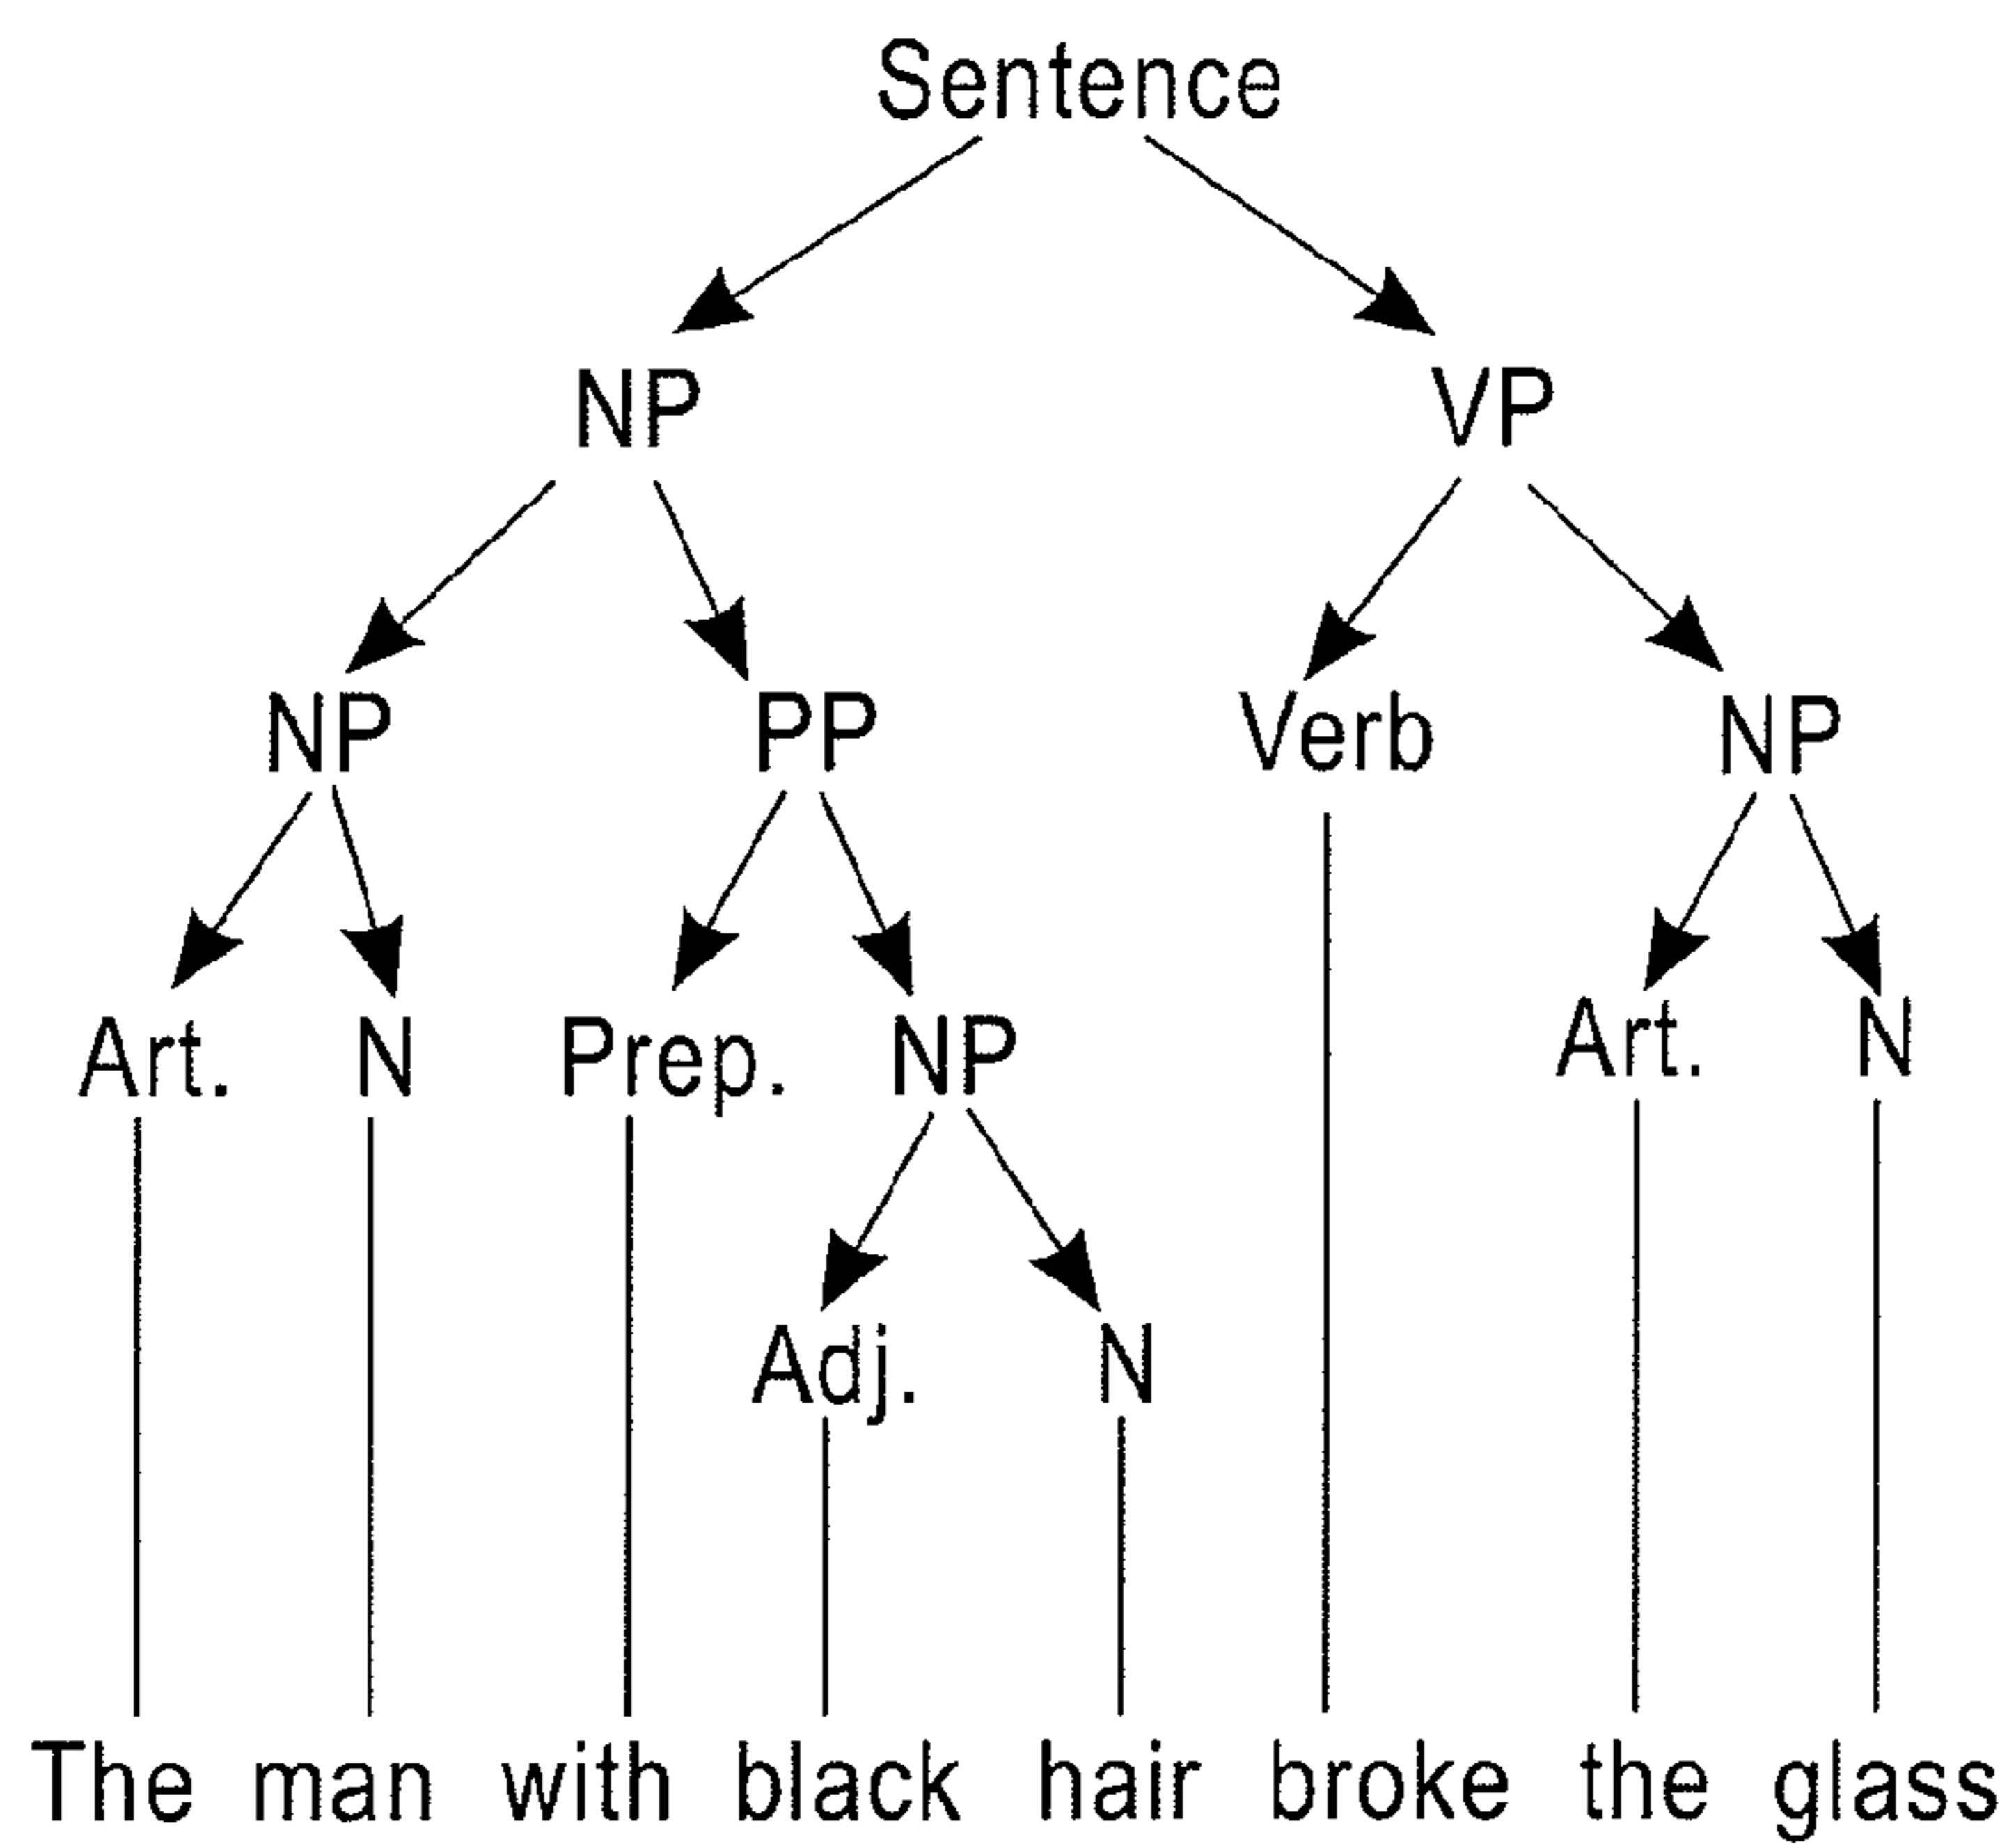 Sentence
NP VP
NP PP Verb NP
Art. N Prep. NP Art. N
Adj. N
The man with black hair broke the glass